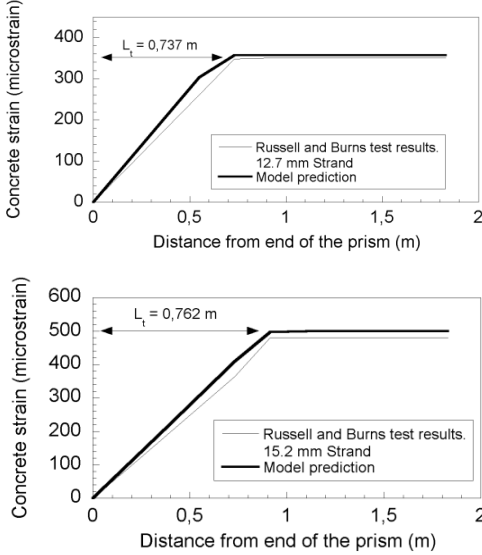 400
300
200
100
0
Concrete strain (microstrain)
Lt = 0,737 m
Russell and Burns test results.
12.7 mm Strand
Model prediction
0 0,5 1 1,5 2
Distance from end of the prism (m)
600
500
400
300
200
100
0
Concrete strain (microstrain)
Lt = 0,762 m
Russell and Burns test results.
15.2 mm Strand
Model prediction
0 0,5 1 1,5 2
Distance from end of the prism (m)